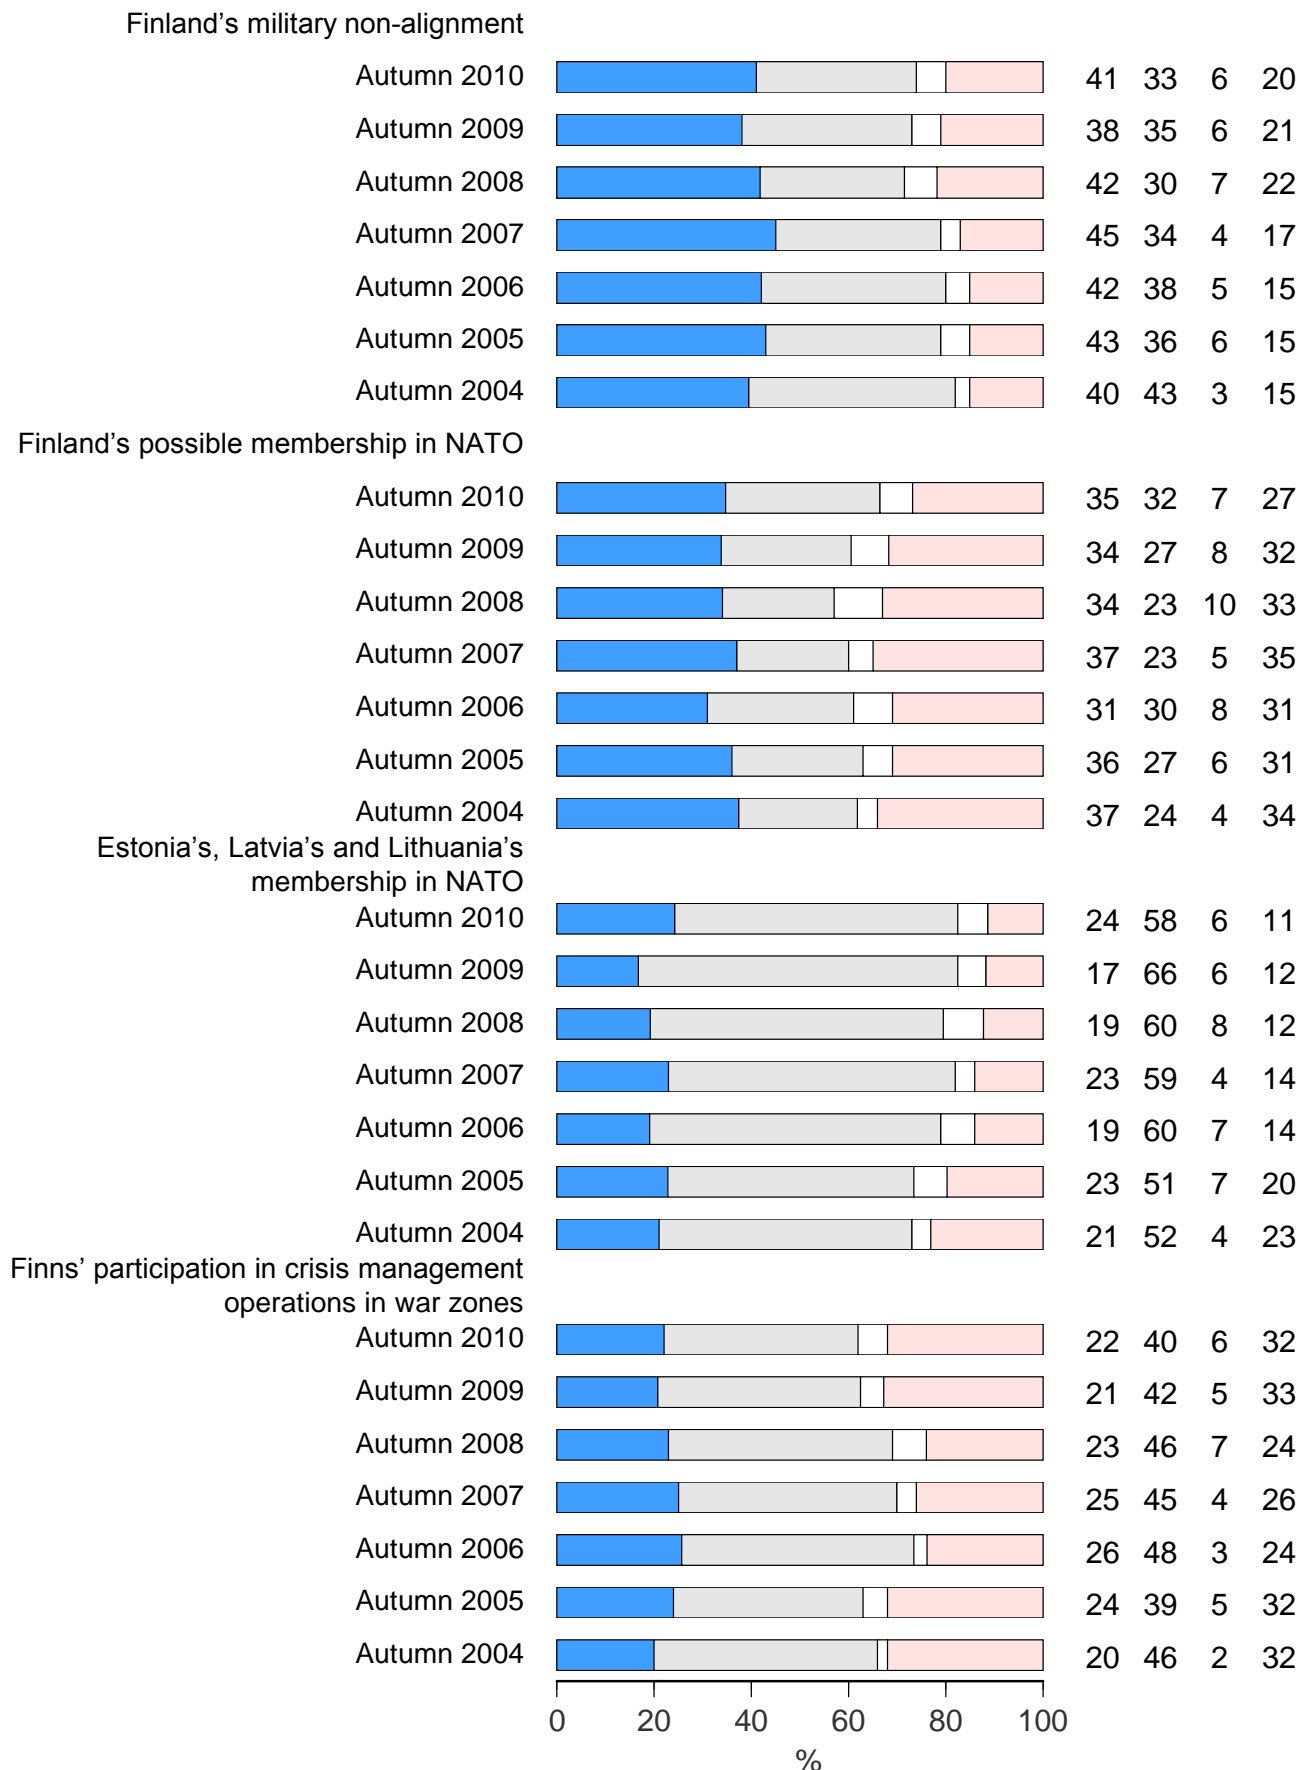 Finland’s military non-alignment
Autumn 2010 41 33 6 20
Autumn 2009 38 35 6 21
Autumn 2008 42 30 7 22
Autumn 2007 45 34 4 17
Autumn 2006 42 38 5 15
Autumn 2005 43 36 6 15
Autumn 2004 40 43 3 15
Finland’s possible membership in NATO
Autumn 2010 35 32 7 27
Autumn 2009 34 27 8 32
Autumn 2008 34 23 10 33
Autumn 2007 37 23 5 35
Autumn 2006 31 30 8 31
Autumn 2005 36 27 6 31
Autumn 2004 37 24 4 34
Estonia’s, Latvia’s and Lithuania’s
membership in NATO
Autumn 2010 24 58 6 11
Autumn 2009 17 66 6 12
Autumn 2008 19 60 8 12
Autumn 2007 23 59 4 14
Autumn 2006 19 60 7 14
Autumn 2005 23 51 7 20
Autumn 2004 21 52 4 23
Finns’ participation in crisis management
operations in war zones
Autumn 2010 22 40 6 32
Autumn 2009 21 42 5 33
Autumn 2008 23 46 7 24
Autumn 2007 25 45 4 26
Autumn 2006 26 48 3 24
Autumn 2005 24 39 5 32
Autumn 2004 20 46 2 32
0 20 40 60 80 100
%